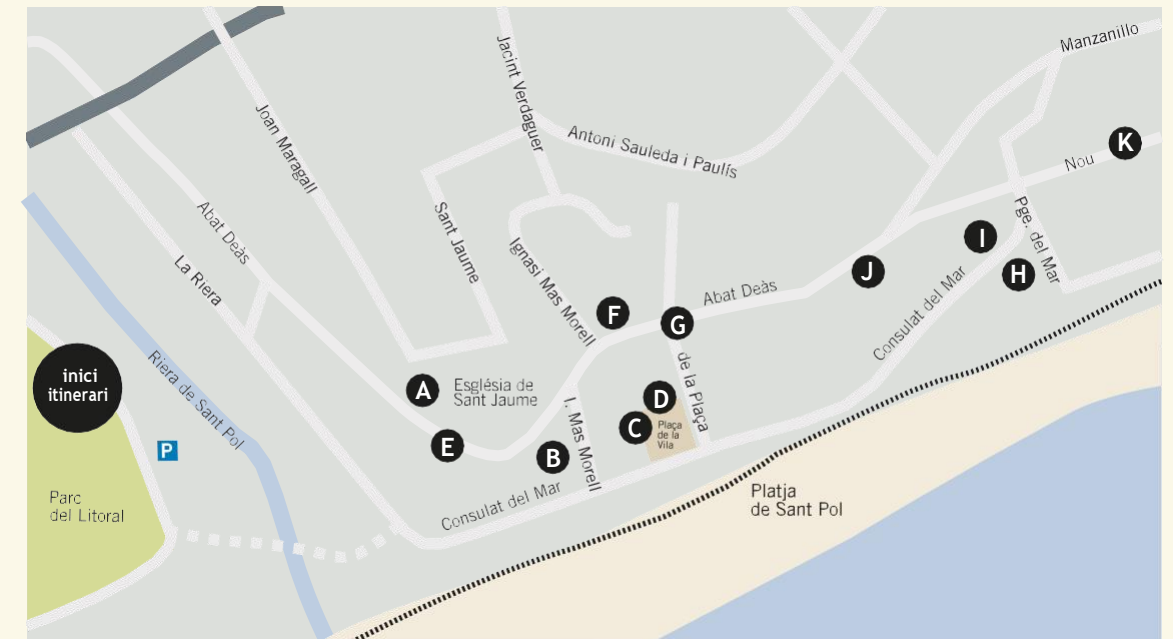 Manzanillo
Jacint Verdaguer
Joan Maragall
Antoni Sauleda i Paulís
K
Nou
Abat Deàs
Sant Jaume
Ignasi Mas Morell
Pge. del Mar
I
H
J
La Riera
Abat Deàs
F
G
Consulat del Mar
inici
itinerari
Riera de Sant Pol
A
Església de
Sant Jaume
de la Plaça
D
C
Plaça
de la
Vila
I. Mas Morell
E
B
P
Parc
del Litoral
Consulat del Mar
Platja
de Sant Pol